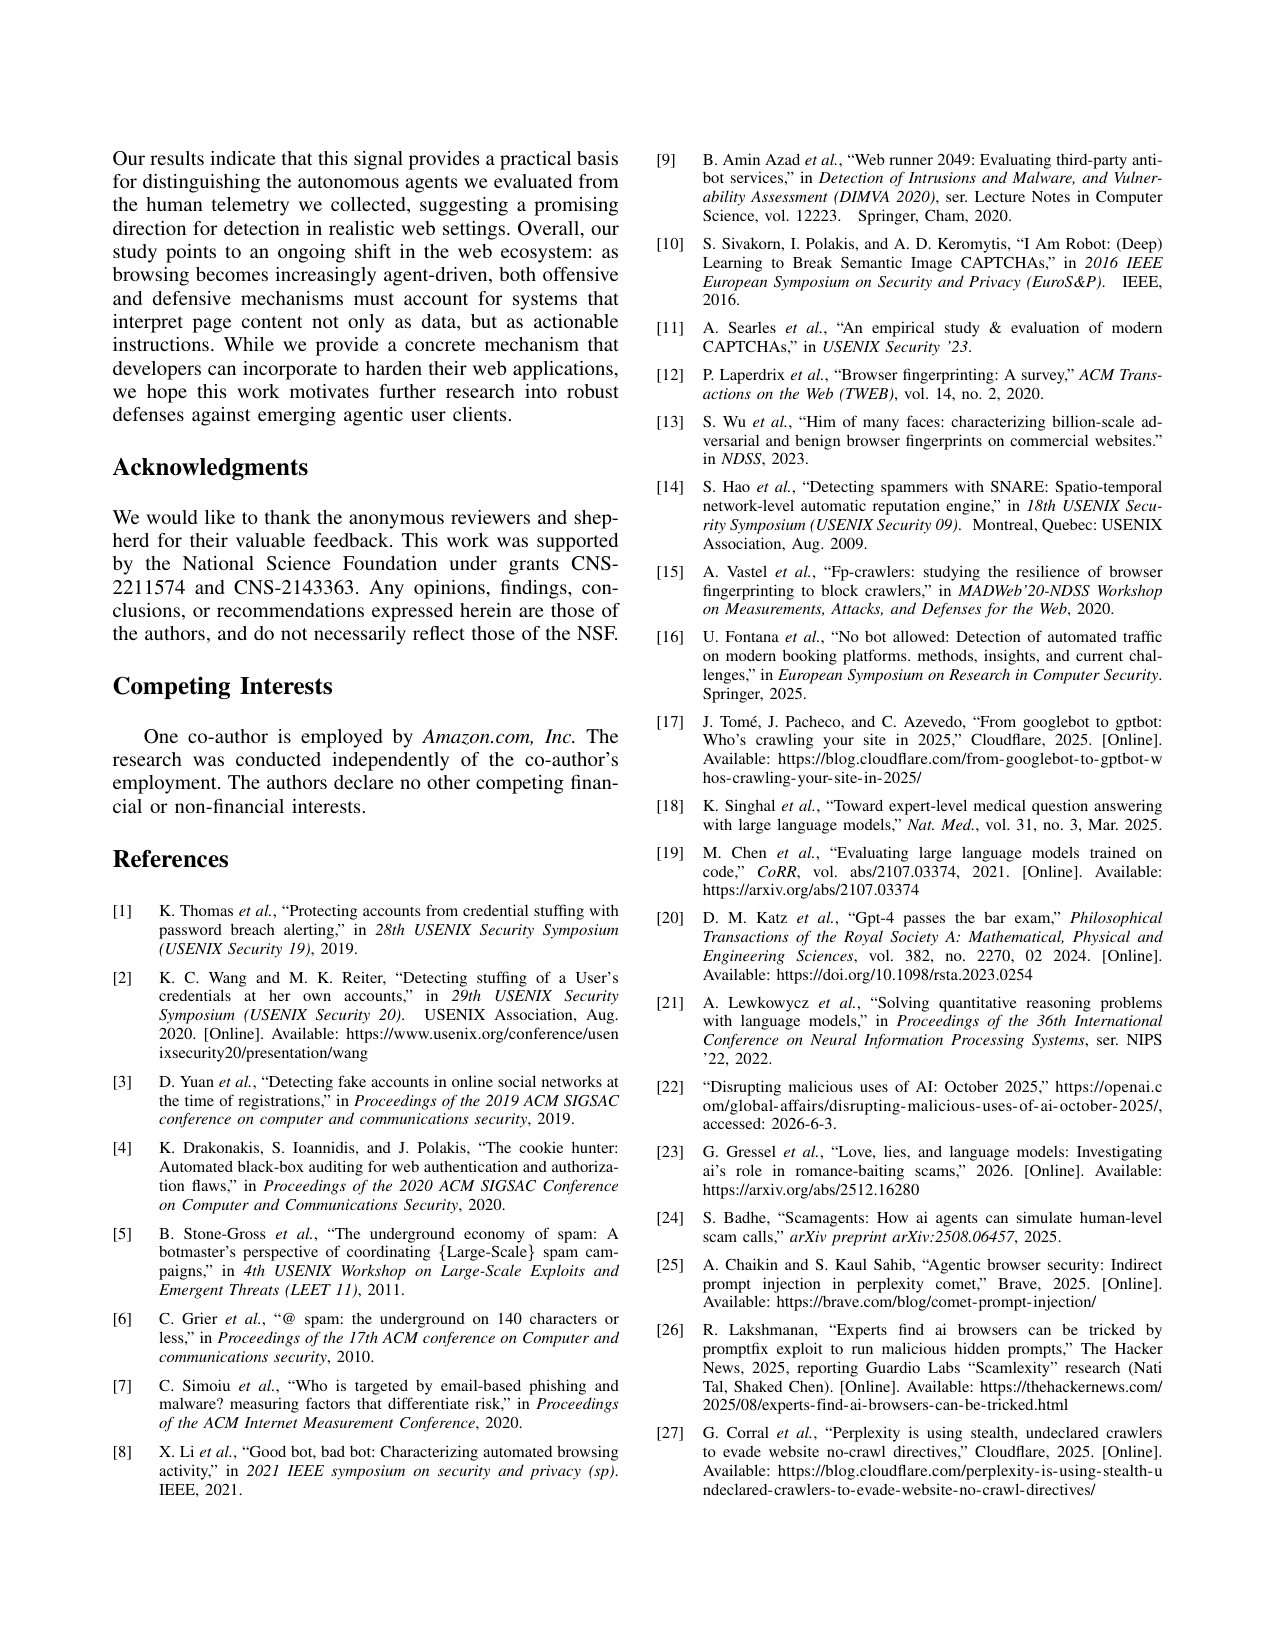 Our results indicate that this signal provides a practical basis
for distinguishing the autonomous agents we evaluated from
the human telemetry we collected, suggesting a promising
direction for detection in realistic web settings. Overall, our
study points to an ongoing shift in the web ecosystem: as
browsing becomes increasingly agent-driven, both offensive
and defensive mechanisms must account for systems that
interpret page content not only as data, but as actionable
instructions. While we provide a concrete mechanism that
developers can incorporate to harden their web applications,
we hope this work motivates further research into robust
defenses against emerging agentic user clients.
Acknowledgments
We would like to thank the anonymous reviewers and shep-
herd for their valuable feedback. This work was supported
by the National Science Foundation under grants CNS-
2211574 and CNS-2143363. Any opinions, findings, con-
clusions, or recommendations expressed herein are those of
the authors, and do not necessarily reflect those of the NSF.
Competing Interests
One co-author is employed by Amazon.com, Inc. The
research was conducted independently of the co-author's
employment. The authors declare no other competing finan-
cial or non-financial interests.
References
[1] K. Thomas et al., “Protecting accounts from credential stuffing with
password breach alerting,” in 28th USENIX Security Symposium
(USENIX Security 19), 2019.
[2] K. C. Wang and M. K. Reiter, “Detecting stuffing of a User's
credentials at her own accounts,” in 29th USENIX Security
Symposium (USENIX Security 20). USENIX Association, Aug.
2020. [Online]. Available: https://www.usenix.org/conference/usen
ixsecurity20/presentation/wang
[3] D. Yuan et al., “Detecting fake accounts in online social networks at
the time of registrations,” in Proceedings of the 2019 ACM SIGSAC
conference on computer and communications security, 2019.
[4] K. Drakonakis, S. Ioannidis, and J. Polakis, “The cookie hunter:
Automated black-box auditing for web authentication and authoriza-
tion flaws,” in Proceedings of the 2020 ACM SIGSAC Conference
on Computer and Communications Security, 2020.
[5] B. Stone-Gross et al., “The underground economy of spam: A
botmaster's perspective of coordinating {Large-Scale} spam cam-
paigns,” in 4th USENIX Workshop on Large-Scale Exploits and
Emergent Threats (LEET 11), 2011.
[6] C. Grier et al., “@ spam: the underground on 140 characters or
less,” in Proceedings of the 17th ACM conference on Computer and
communications security, 2010.
[7] C. Simoiu et al., “Who is targeted by email-based phishing and
malware? measuring factors that differentiate risk,” in Proceedings
of the ACM Internet Measurement Conference, 2020.
[8] X. Li et al., “Good bot, bad bot: Characterizing automated browsing
activity,” in 2021 IEEE symposium on security and privacy (sp).
IEEE, 2021.
[9] B. Amin Azad et al., “Web runner 2049: Evaluating third-party anti-
bot services,” in Detection of Intrusions and Malware, and Vulner-
ability Assessment (DIMVA 2020), ser. Lecture Notes in Computer
Science, vol. 12223. Springer, Cham, 2020.
[10] S. Sivakorn, I. Polakis, and A. D. Keromytis, “I Am Robot: (Deep)
Learning to Break Semantic Image CAPTCHAs,” in 2016 IEEE
European Symposium on Security and Privacy (EuroS&P). IEEE,
2016.
[11] A. Searles et al., “An empirical study & evaluation of modern
CAPTCHAs,” in USENIX Security '23.
[12] P. Laperdrix et al., “Browser fingerprinting: A survey,” ACM Trans-
actions on the Web (TWEB), vol. 14, no. 2, 2020.
[13] S. Wu et al., “Him of many faces: characterizing billion-scale ad-
versarial and benign browser fingerprints on commercial websites.”
in NDSS, 2023.
[14] S. Hao et al., “Detecting spammers with SNARE: Spatio-temporal
network-level automatic reputation engine,” in 18th USENIX Secu-
rity Symposium (USENIX Security 09). Montreal, Quebec: USENIX
Association, Aug. 2009.
[15] A. Vastel et al., “Fp-crawlers: studying the resilience of browser
fingerprinting to block crawlers,” in MADWeb'20-NDSS Workshop
on Measurements, Attacks, and Defenses for the Web, 2020.
[16] U. Fontana et al., “No bot allowed: Detection of automated traffic
on modern booking platforms. methods, insights, and current chal-
lenges,” in European Symposium on Research in Computer Security.
Springer, 2025.
[17] J. Tomé, J. Pacheco, and C. Azevedo, “From googlebot to gptbot:
Who's crawling your site in 2025,” Cloudflare, 2025. [Online].
Available: https://blog.cloudflare.com/from-googlebot-to-gptbot-w
hos-crawling-your-site-in-2025/
[18] K. Singhal et al., “Toward expert-level medical question answering
with large language models,” Nat. Med., vol. 31, no. 3, Mar. 2025.
[19] M. Chen et al., “Evaluating large language models trained on
code,” CoRR, vol. abs/2107.03374, 2021. [Online]. Available:
https://arxiv.org/abs/2107.03374
[20] D. M. Katz et al., “Gpt-4 passes the bar exam,” Philosophical
Transactions of the Royal Society A: Mathematical, Physical and
Engineering Sciences, vol. 382, no. 2270, 02 2024. [Online].
Available: https://doi.org/10.1098/rsta.2023.0254
[21] A. Lewkowycz et al., “Solving quantitative reasoning problems
with language models,” in Proceedings of the 36th International
Conference on Neural Information Processing Systems, ser. NIPS
'22, 2022.
[22] “Disrupting malicious uses of AI: October 2025,” https://openai.c
om/global-affairs/disrupting-malicious-uses-of-ai-october-2025/,
accessed: 2026-6-3.
[23] G. Gressel et al., “Love, lies, and language models: Investigating
ai's role in romance-baiting scams,” 2026. [Online]. Available:
https://arxiv.org/abs/2512.16280
[24] S. Badhe, “Scamagents: How ai agents can simulate human-level
scam calls,” arXiv preprint arXiv:2508.06457, 2025.
[25] A. Chaikin and S. Kaul Sahib, “Agentic browser security: Indirect
prompt injection in perplexity comet,” Brave, 2025. [Online].
Available: https://brave.com/blog/comet-prompt-injection/
[26] R. Lakshmanan, “Experts find ai browsers can be tricked by
promptfix exploit to run malicious hidden prompts,” The Hacker
News, 2025, reporting Guardio Labs “Scamlexity” research (Nati
Tal, Shaked Chen). [Online]. Available: https://thehackernews.com/
2025/08/experts-find-ai-browsers-can-be-tricked.html
[27] G. Corral et al., “Perplexity is using stealth, undeclared crawlers
to evade website no-crawl directives,” Cloudflare, 2025. [Online].
Available: https://blog.cloudflare.com/perplexity-is-using-stealth-u
ndeclared-crawlers-to-evade-website-no-crawl-directives/